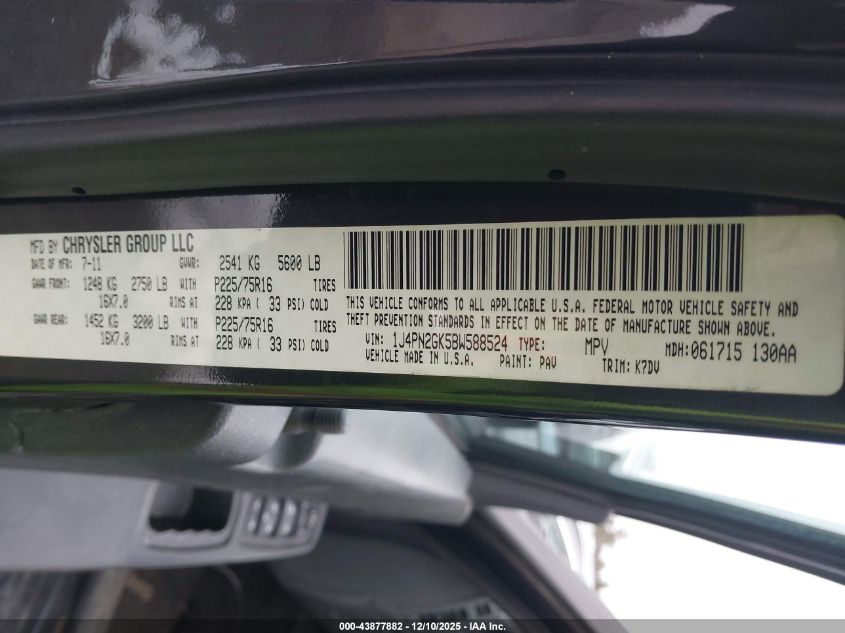 MFD BY CHRYSLER GROUP LLC
DATE OF MFR: 7-11 GVWR: 2541 KG 5600 LB
GAWR FRONT: 1248 KG 2750 LB WITH P225/75R16 TIRES
16X7.0 RIMS AT 228 KPA ( 33 PSI) COLD
GAWR REAR: 1452 KG 3200 LB WITH P225/75R16 TIRES
16X7.0 RIMS AT 228 KPA ( 33 PSI) COLD
THIS VEHICLE CONFORMS TO ALL APPLICABLE U.S.A. FEDERAL MOTOR VEHICLE SAFETY AND
THEFT PREVENTION STANDARDS IN EFFECT ON THE DATE OF MANUFACTURE SHOWN ABOVE.
VIN: 1J4PN2GK5BW588524 TYPE: MPV MDH:061715 130AA
VEHICLE MADE IN U.S.A. PAINT: PAV TRIM: K7DV
000-43877882 - 12/10/2025 - IAA Inc.